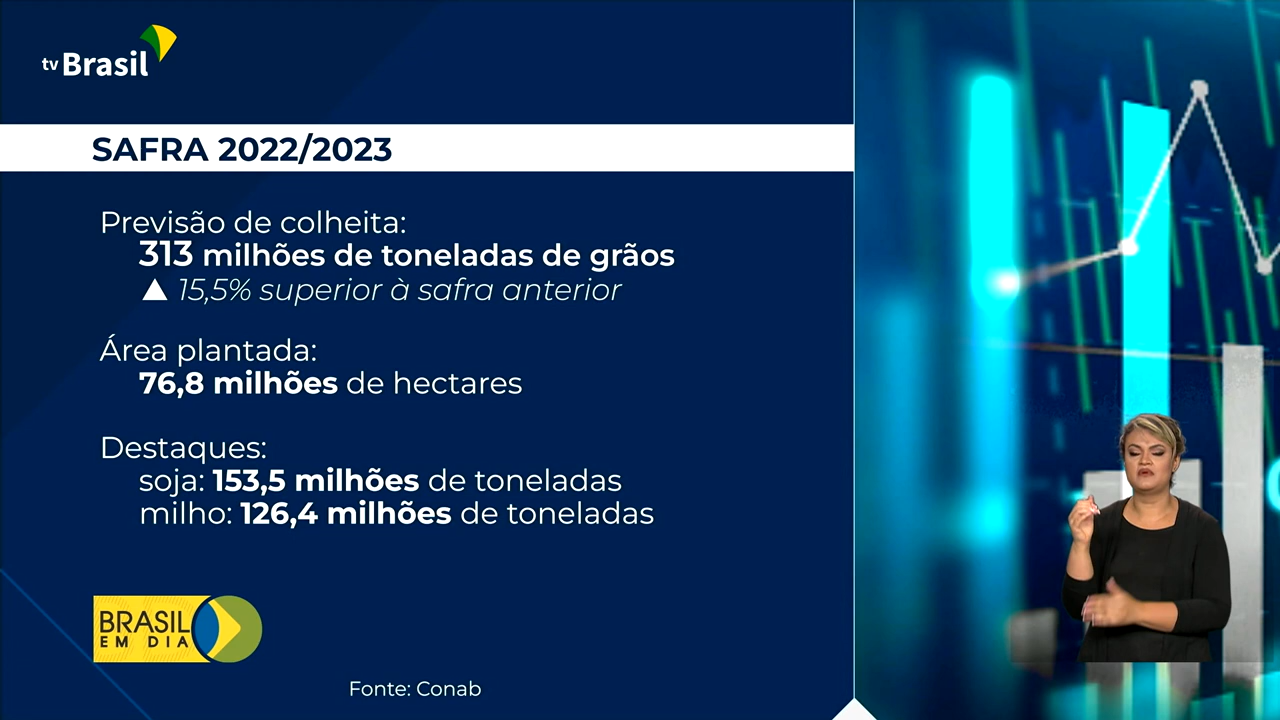 tv Brasil
SAFRA 2022/2023
Previsão de colheita:
313 milhões de toneladas de grãos
▲ 15,5% superior à safra anterior
Área plantada:
76,8 milhões de hectares
Destaques:
soja: 153,5 milhões de toneladas
milho: 126,4 milhões de toneladas
BRASIL
EM DIA
Fonte: Conab